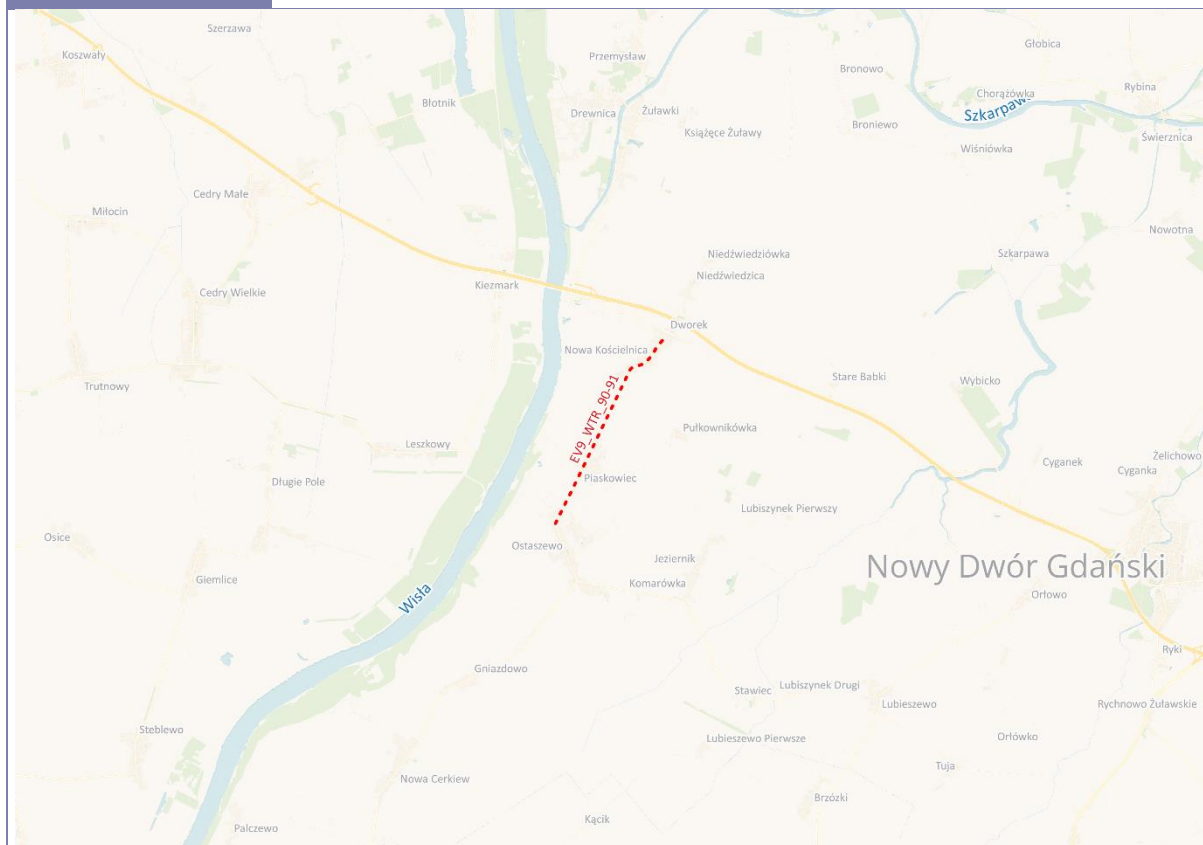 Szerzawa
Głobica
Koszwały
Przemysław
Bronowo
Rybina
Chorążówka
Błotnik
Drewnica
Żuławki
Szkarpawa
Książęce Żuławy
Broniewo
Świerznica
Wiśniówka
Cedry Małe
Miłocin
Nowotna
Niedźwiedziówka
Szkarpawa
Niedźwiedzica
Kiezmark
Cedry Wielkie
Dworek
Nowa Kościelnica
Stare Babki
Wybicko
Trutnowy
EV9_WTR_90-91
Pułkownikówka
Leszkowy
Żelichowo
Cyganek
Cyganka
Piaskowiec
Długie Pole
Lubiszynek Pierwszy
Osice
Ostaszewo
Jeziernik
Nowy Dwór Gdański
Giemlice
Komarówka
Orłowo
Wisła
Ryki
Gniazdowo
Stawiec
Lubiszynek Drugi
Lubieszewo
Rychnowo Żuławskie
Steblewo
Lubieszewo Pierwsze
Orłówko
Tuja
Nowa Cerkiew
Brzózki
Kącik
Palczewo